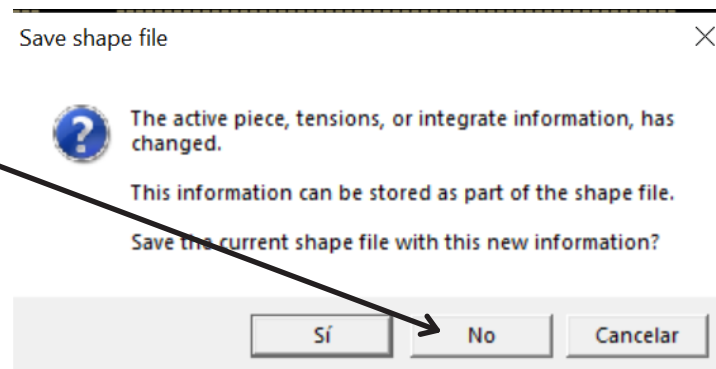 Save shape file
The active piece, tensions, or integrate information, has
changed.
This information can be stored as part of the shape file.
Save the current shape file with this new information?
Sí No Cancelar